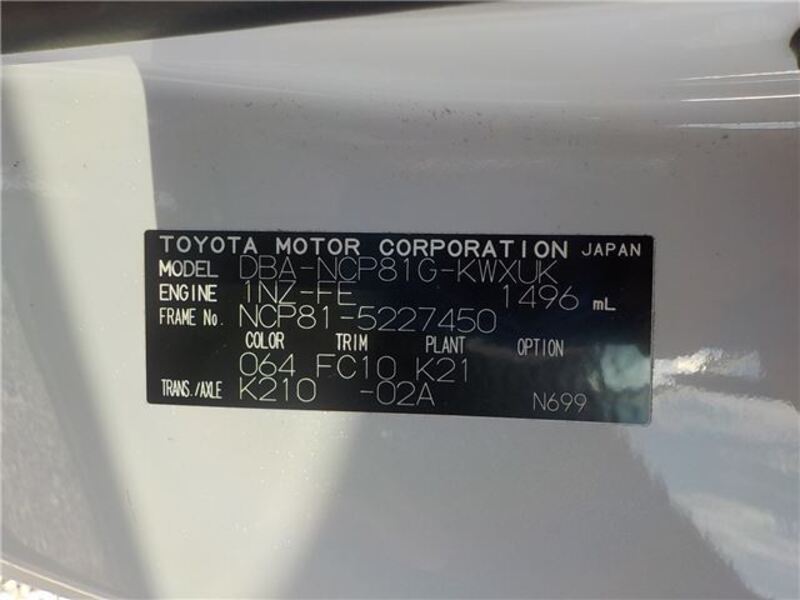 TOYOTA MOTOR CORPORATION JAPAN
MODEL DBA-NCP81G-KWXUK
ENGINE 1NZ-FE 1496 mL
FRAME No. NCP81-5227450
COLOR TRIM PLANT OPTION
064 FC10 K21
TRANS./AXLE K210 -02A N699